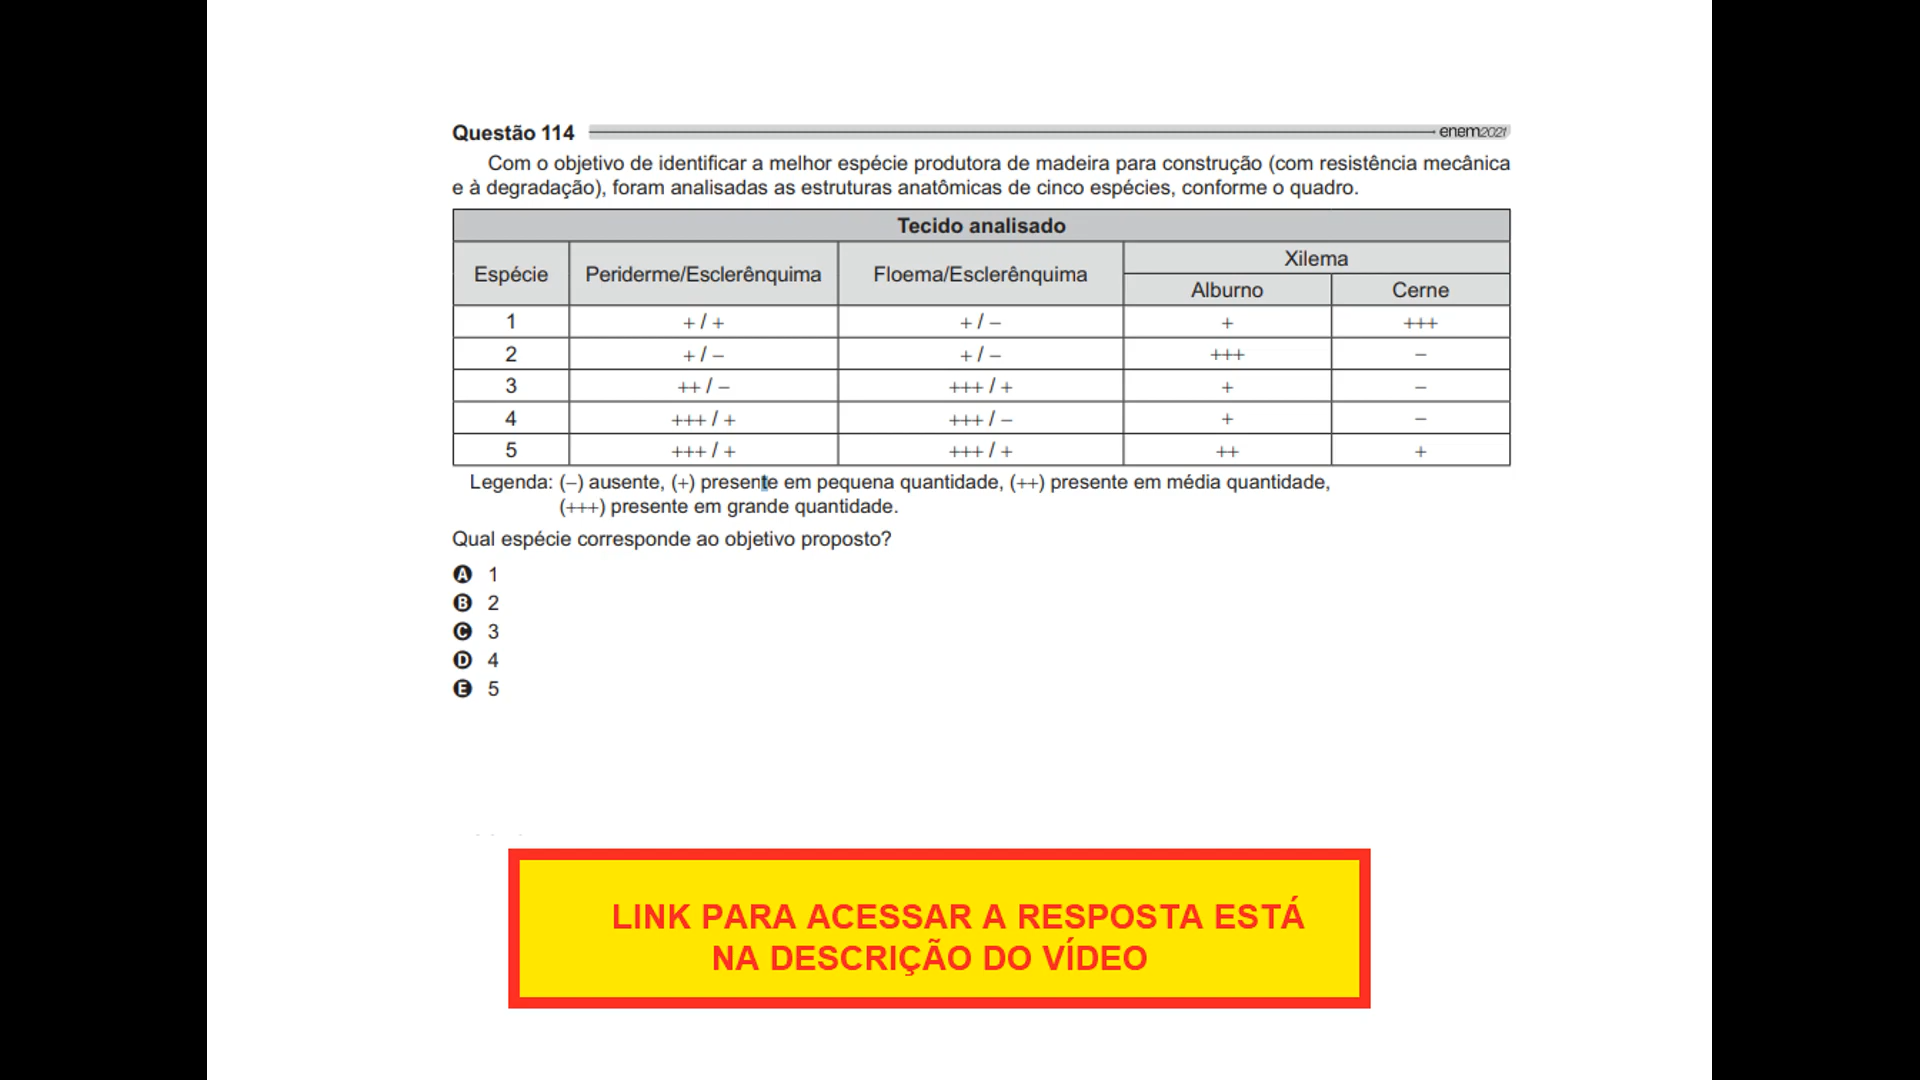 Questão 114
enem2021
Com o objetivo de identificar a melhor espécie produtora de madeira para construção (com resistência mecânica
e à degradação), foram analisadas as estruturas anatômicas de cinco espécies, conforme o quadro.
Tecido analisado
Espécie Periderme/Esclerênquima Floema/Esclerênquima Xilema
Alburno Cerne
1 + / + + / – + +++
2 + / – + / – +++ –
3 ++ / – +++ / + + –
4 +++ / + +++ / – + –
5 +++ / + +++ / + ++ +
Legenda: (–) ausente, (+) presente em pequena quantidade, (++) presente em média quantidade,
(+++) presente em grande quantidade.
Qual espécie corresponde ao objetivo proposto?
A 1
B 2
C 3
D 4
E 5
LINK PARA ACESSAR A RESPOSTA ESTÁ
NA DESCRIÇÃO DO VÍDEO